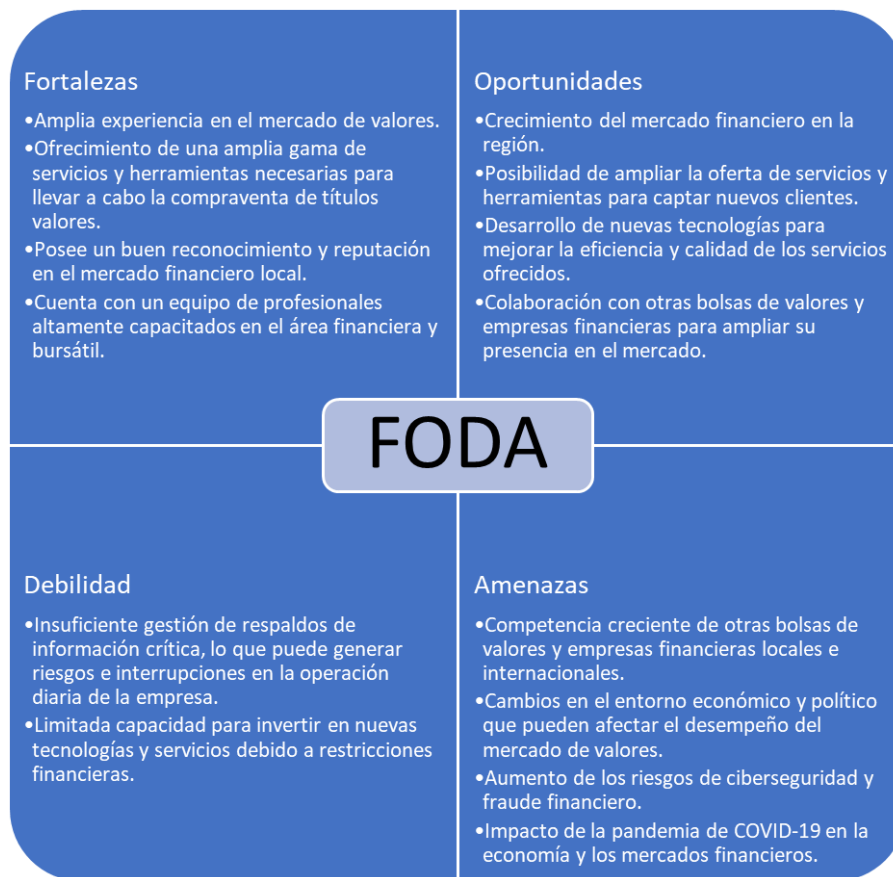 Fortalezas
•Amplia experiencia en el mercado de valores.
•Ofrecimiento de una amplia gama de
servicios y herramientas necesarias para
llevar a cabo la compraventa de títulos
valores.
•Posee un buen reconocimiento y reputación
en el mercado financiero local.
•Cuenta con un equipo de profesionales
altamente capacitados en el área financiera y
bursátil.
Oportunidades
•Crecimiento del mercado financiero en la
región.
•Posibilidad de ampliar la oferta de servicios y
herramientas para captar nuevos clientes.
•Desarrollo de nuevas tecnologías para
mejorar la eficiencia y calidad de los servicios
ofrecidos.
•Colaboración con otras bolsas de valores y
empresas financieras para ampliar su
presencia en el mercado.
FODA
Debilidad
•Insuficiente gestión de respaldos de
información crítica, lo que puede generar
riesgos e interrupciones en la operación
diaria de la empresa.
•Limitada capacidad para invertir en nuevas
tecnologías y servicios debido a restricciones
financieras.
Amenazas
•Competencia creciente de otras bolsas de
valores y empresas financieras locales e
internacionales.
•Cambios en el entorno económico y político
que pueden afectar el desempeño del
mercado de valores.
•Aumento de los riesgos de ciberseguridad y
fraude financiero.
•Impacto de la pandemia de COVID-19 en la
economía y los mercados financieros.